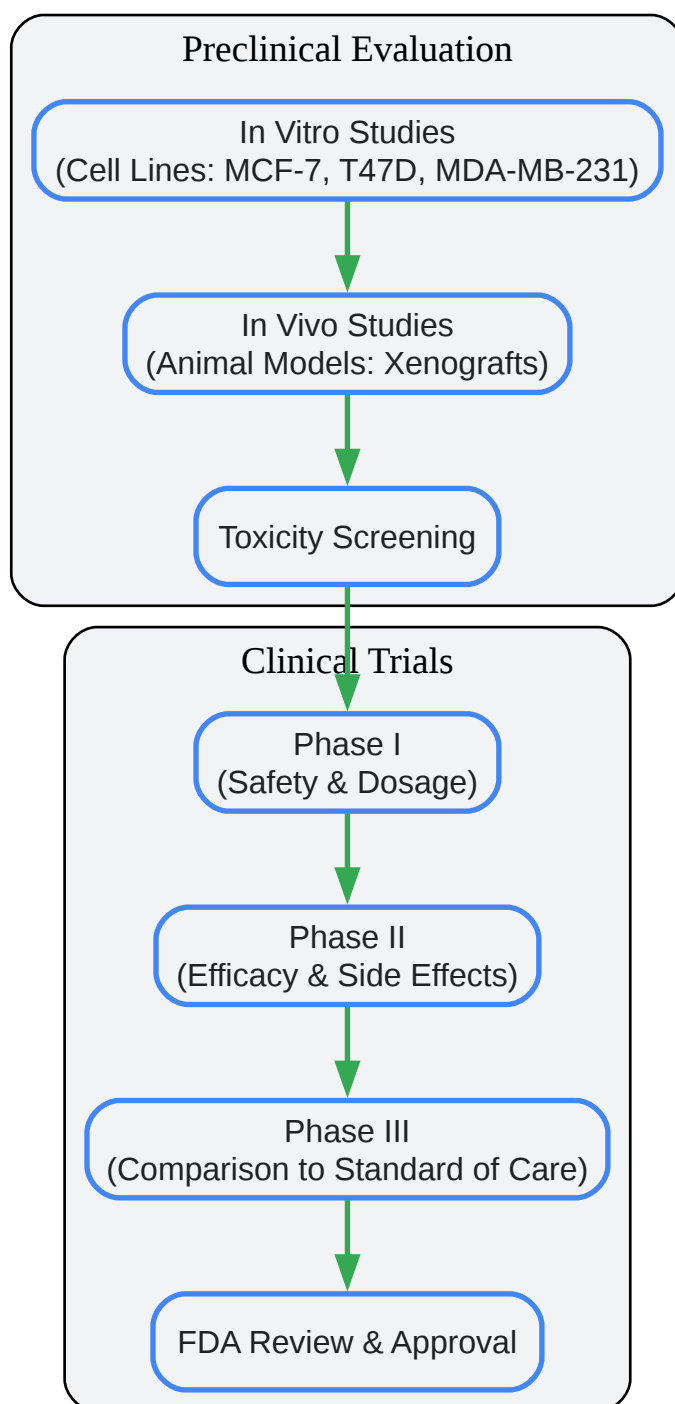 Preclinical Evaluation
In Vitro Studies
(Cell Lines: MCF-7, T47D, MDA-MB-231)
In Vivo Studies
(Animal Models: Xenografts)
Toxicity Screening
Clinical Trials
Phase I
(Safety & Dosage)
Phase II
(Efficacy & Side Effects)
Phase III
(Comparison to Standard of Care)
FDA Review & Approval